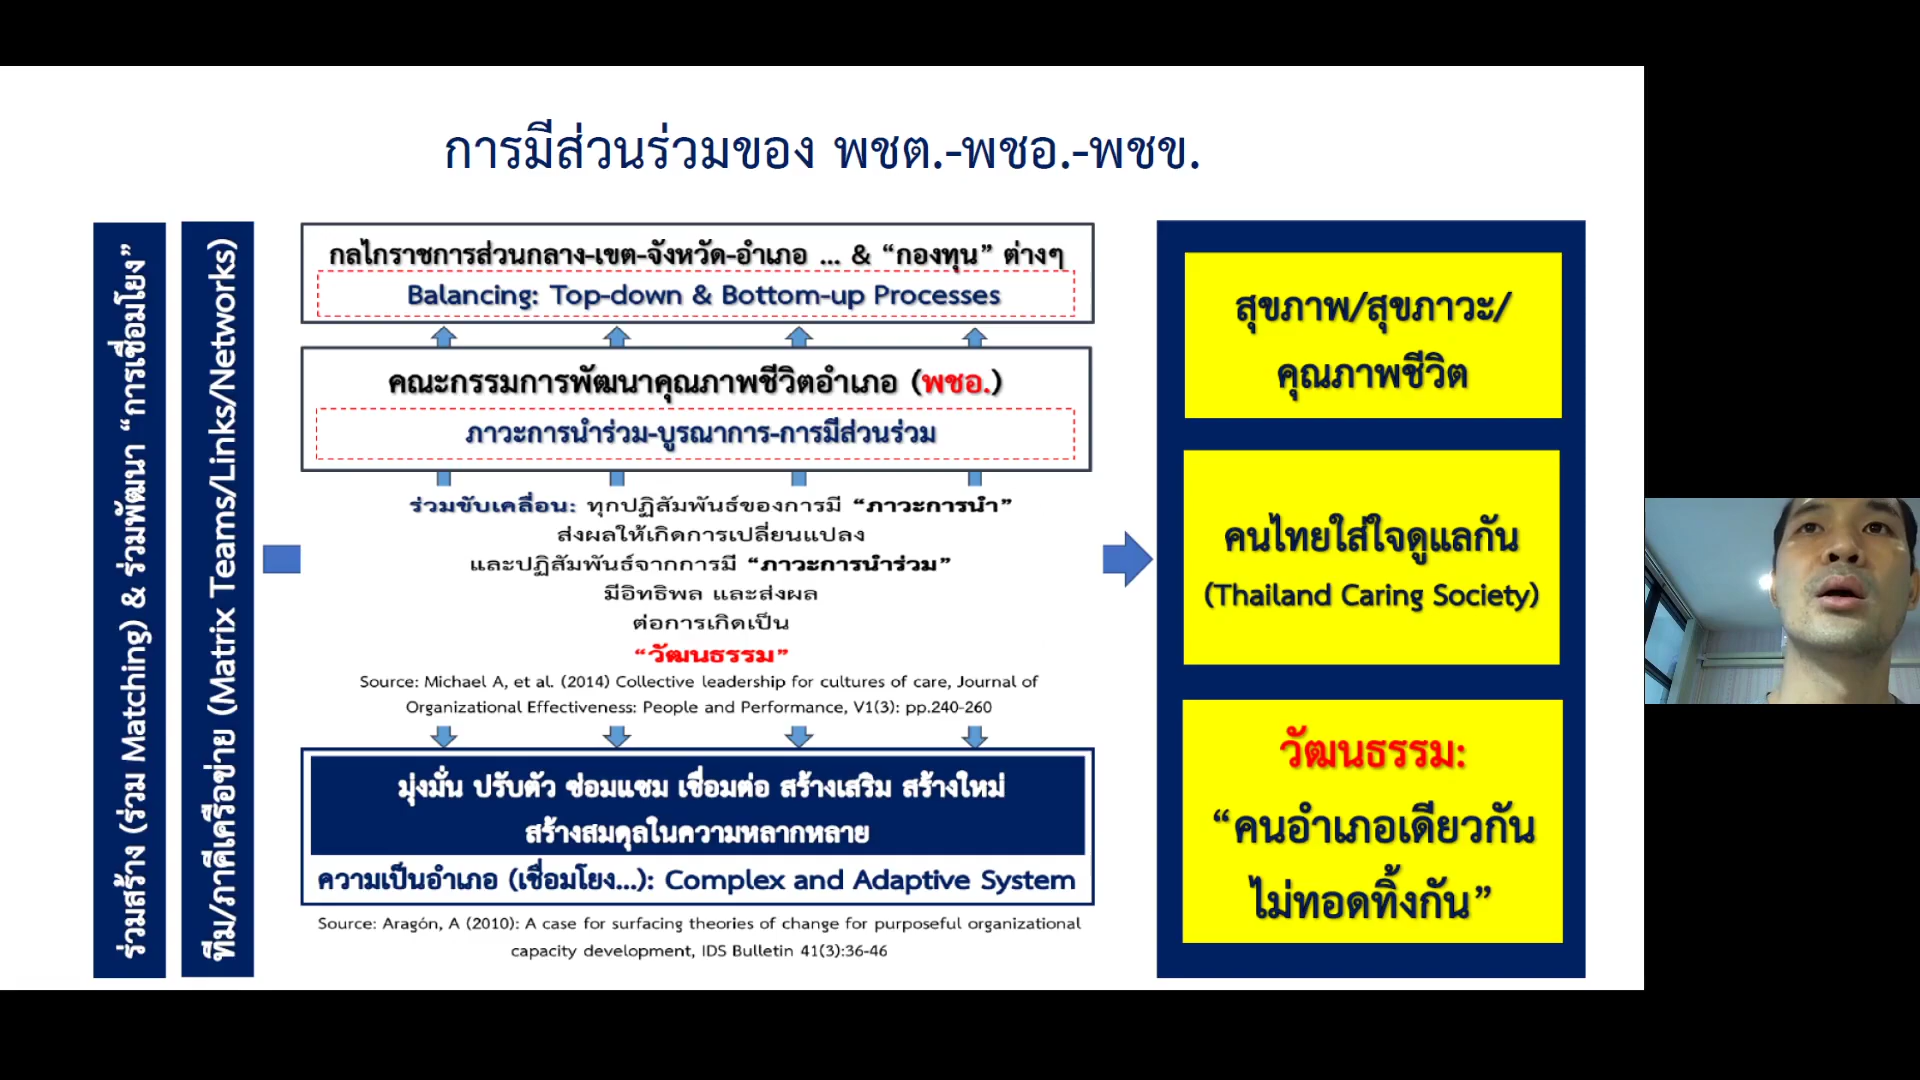 การมีส่วนร่วมของ พชต.-พชอ.-พชข.
ร่วมสร้าง (ร่วม Matching) & ร่วมพัฒนา “การเชื่อมโยง”
ทีม/ภาคีเครือข่าย (Matrix Teams/Links/Networks)
กลไกราชการส่วนกลาง-เขต-จังหวัด-อำเภอ ... & “กองทุน” ต่างๆ
Balancing: Top-down & Bottom-up Processes
คณะกรรมการพัฒนาคุณภาพชีวิตอำเภอ (พชอ.)
ภาวะการนำร่วม-บูรณาการ-การมีส่วนร่วม
ร่วมขับเคลื่อน: ทุกปฏิสัมพันธ์ของการมี “ภาวะการนำ”
ส่งผลให้เกิดการเปลี่ยนแปลง
และปฏิสัมพันธ์จากการมี “ภาวะการนำร่วม”
มีอิทธิพล และส่งผล
ต่อการเกิดเป็น
“วัฒนธรรม”
Source: Michael A, et al. (2014) Collective leadership for cultures of care, Journal of
Organizational Effectiveness: People and Performance, V1(3): pp.240-260
มุ่งมั่น ปรับตัว ซ่อมแซม เชื่อมต่อ สร้างเสริม สร้างใหม่
สร้างสมดุลในความหลากหลาย
ความเป็นอำเภอ (เชื่อมโยง...): Complex and Adaptive System
Source: Aragón, A (2010): A case for surfacing theories of change for purposeful organizational
capacity development, IDS Bulletin 41(3):36-46
สุขภาพ/สุขภาวะ/
คุณภาพชีวิต
คนไทยใส่ใจดูแลกัน
(Thailand Caring Society)
วัฒนธรรม:
“คนอำเภอเดียวกัน
ไม่ทอดทิ้งกัน”